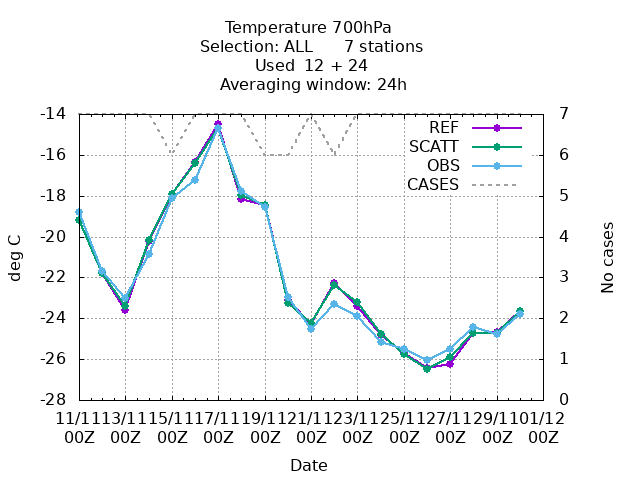 Temperature 700hPa
Selection: ALL 7 stations
Used 12 + 24
Averaging window: 24h
-14 7
REF
SCATT
-16 6
OBS
CASES
-18 5
-20 4
deg C
No cases
-22 3
-24 2
-26 1
-28 0
11/11 13/11 15/11 17/11 19/11 21/11 23/11 25/11 27/11 29/11 01/12
00Z 00Z 00Z 00Z 00Z 00Z 00Z 00Z 00Z 00Z 00Z
Date